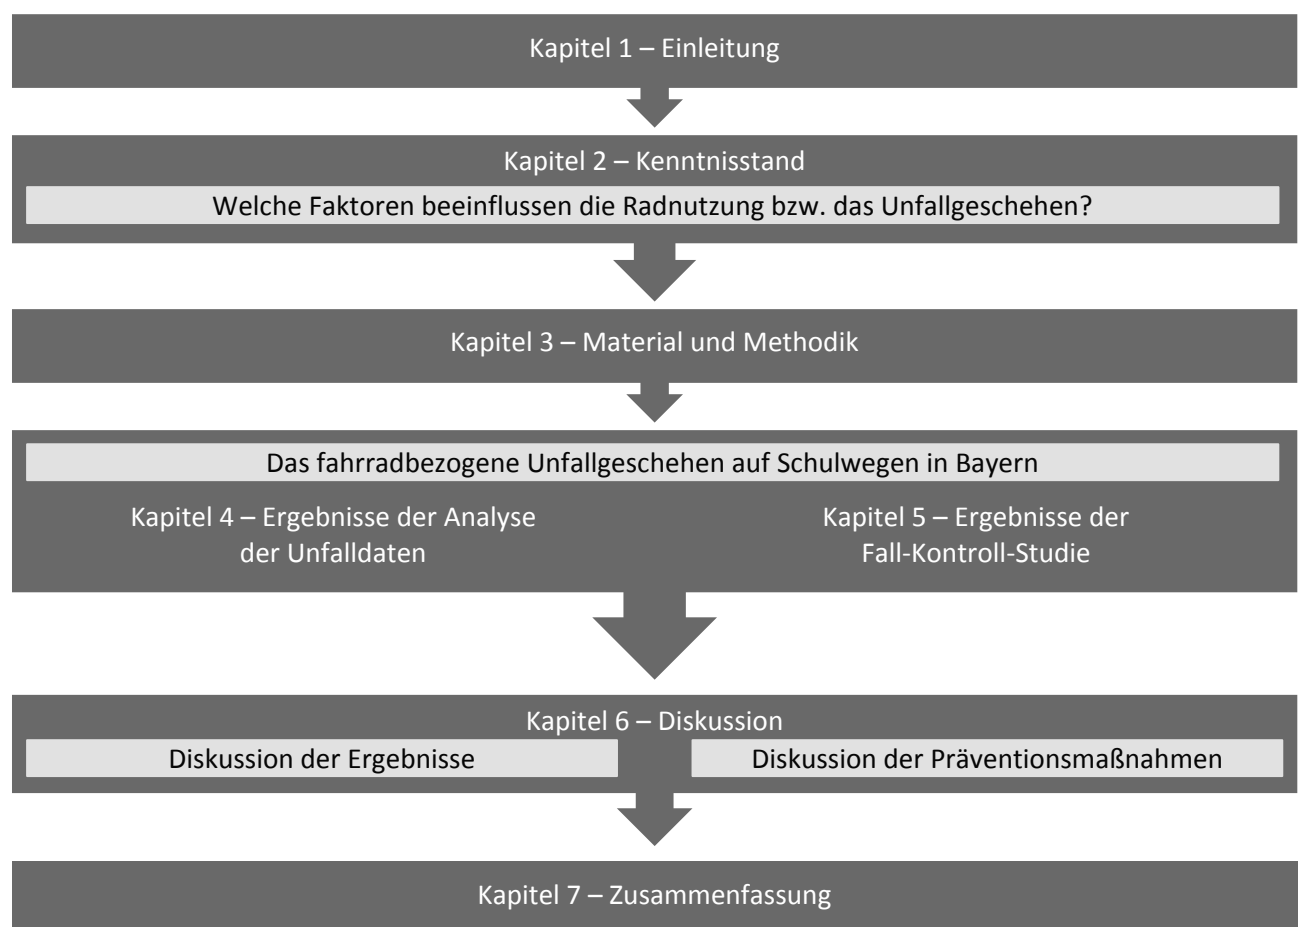 Kapitel 1 – Einleitung
Kapitel 2 – Kenntnisstand
Welche Faktoren beeinflussen die Radnutzung bzw. das Unfallgeschehen?
Kapitel 3 – Material und Methodik
Das fahrradbezogene Unfallgeschehen auf Schulwegen in Bayern
Kapitel 4 – Ergebnisse der Analyse
der Unfalldaten
Kapitel 5 – Ergebnisse der
Fall-Kontroll-Studie
Kapitel 6 – Diskussion
Diskussion der Ergebnisse
Diskussion der Präventionsmaßnahmen
Kapitel 7 – Zusammenfassung